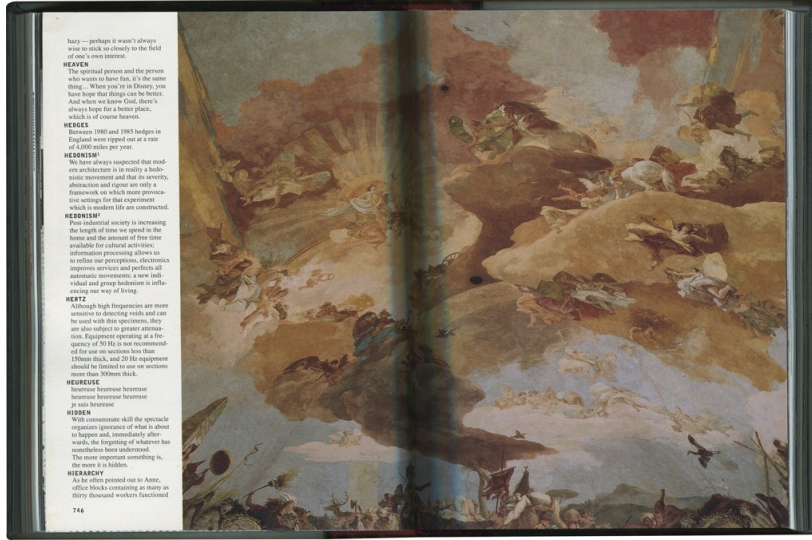 hazy — perhaps it wasn't always
wise to stick so closely to the field
of one's own interest.
HEAVEN
The spiritual person and the person
who wants to have fun, it's the same
thing... When you're in Disney, you
have hope that things can be better.
And when we know God, there's
always hope for a better place,
which is of course heaven.
HEDGES
Between 1980 and 1985 hedges in
England were ripped out at a rate
of 4,000 miles per year.
HEDONISM¹
We have always suspected that mod-
ern architecture is in reality a hedo-
nistic movement and that its severity,
abstraction and rigour are only a
framework on which more provoca-
tive settings for that experiment
which is modern life are constructed.
HEDONISM²
Post-industrial society is increasing
the length of time we spend in the
home and the amount of free time
available for cultural activities;
information processing allows us
to refine our perceptions, electronics
improves services and perfects all
automatic movements; a new indi-
vidual and group hedonism is influ-
encing our way of living.
HERTZ
Although high frequencies are more
sensitive to detecting voids and can
be used with thin specimens, they
are also subject to greater attenua-
tion. Equipment operating at a fre-
quency of 50 Hz is not recommend-
ed for use on sections less than
150mm thick, and 20 Hz equipment
should be limited to use on sections
more than 300mm thick.
HEUREUSE
heureuse heureuse heureuse
heureuse heureuse heureuse
je suis heureuse
HIDDEN
With consummate skill the spectacle
organizes ignorance of what is about
to happen and, immediately after-
wards, the forgetting of whatever has
nonetheless been understood.
The more important something is,
the more it is hidden.
HIERARCHY
As he often pointed out to Anne,
office blocks containing as many as
thirty thousand workers functioned
746